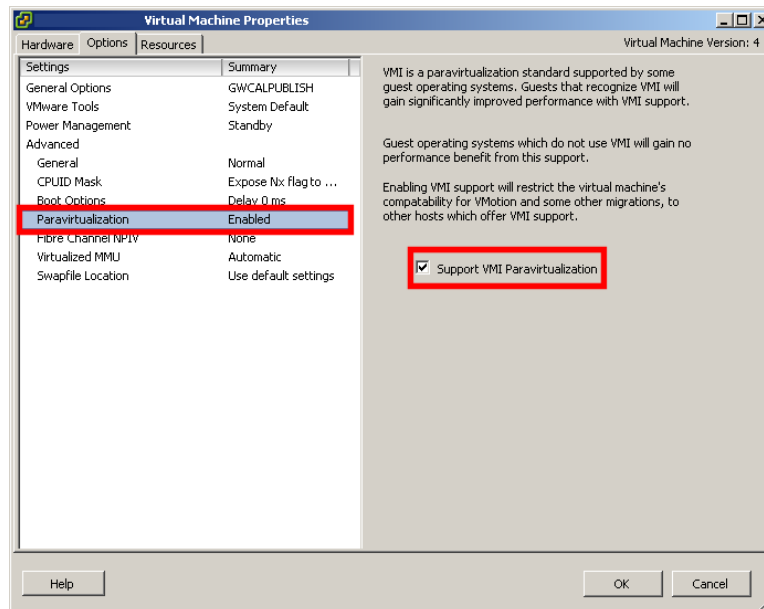 Virtual Machine Properties
Hardware Options Resources Virtual Machine Version: 4
Settings Summary
General Options GWCALPUBLISH
VMware Tools System Default
Power Management Standby
Advanced
General Normal
CPUID Mask Expose Nx flag to ...
Boot Options Delay 0 ms
Paravirtualization Enabled
Fibre Channel NPIV None
Virtualized MMU Automatic
Swapfile Location Use default settings
VMI is a paravirtualization standard supported by some
guest operating systems. Guests that recognize VMI will
gain significantly improved performance with VMI support.
Guest operating systems which do not use VMI will gain no
performance benefit from this support.
Enabling VMI support will restrict the virtual machine's
compatability for VMotion and some other migrations, to
other hosts which offer VMI support.
Support VMI Paravirtualization
Help OK Cancel